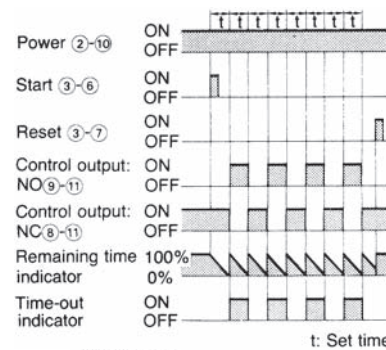 t t t t t t t t
Power ②-⑩ ON
OFF
Start ③-⑥ ON
OFF
Reset ③-⑦ ON
OFF
Control output: ON
NO⑨-⑪ OFF
Control output: ON
NC⑧-⑪ OFF
Remaining time 100%
indicator 0%
Time-out ON
indicator OFF
t: Set time